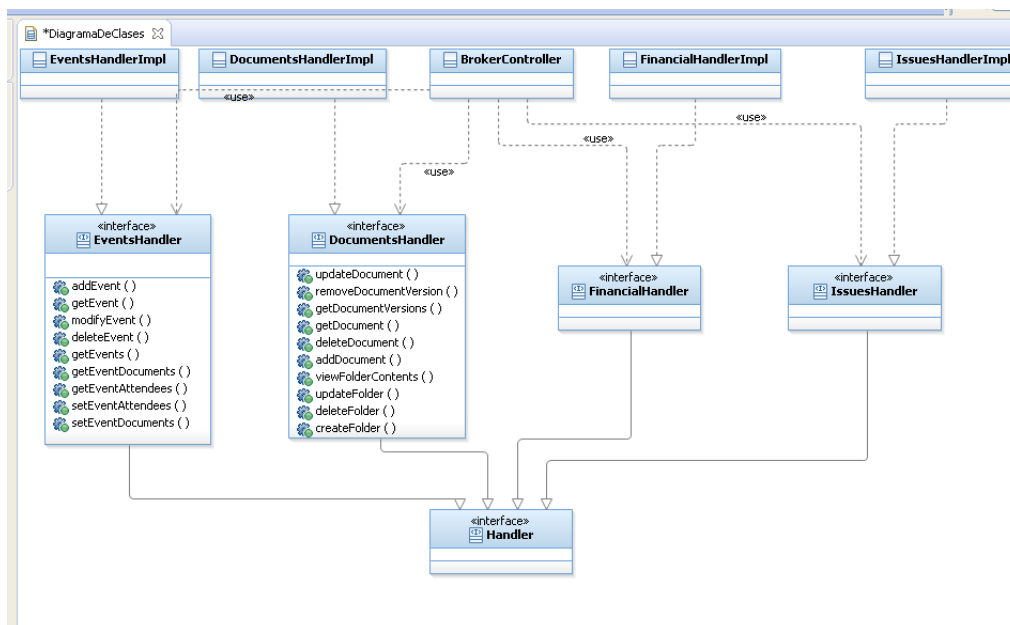 *DiagramaDeClases
EventsHandlerImpl
DocumentsHandlerImpl
BrokerController
FinancialHandlerImpl
IssuesHandlerImpl
«use»
«use»
«use»
«use»
«interface»
EventsHandler
addEvent ( )
getEvent ( )
modifyEvent ( )
deleteEvent ( )
getEvents ( )
getEventDocuments ( )
getEventAttendees ( )
setEventAttendees ( )
setEventDocuments ( )
«interface»
DocumentsHandler
updateDocument ( )
removeDocumentVersion ( )
getDocumentVersions ( )
getDocument ( )
deleteDocument ( )
addDocument ( )
viewFolderContents ( )
updateFolder ( )
deleteFolder ( )
createFolder ( )
«interface»
FinancialHandler
«interface»
IssuesHandler
«interface»
Handler